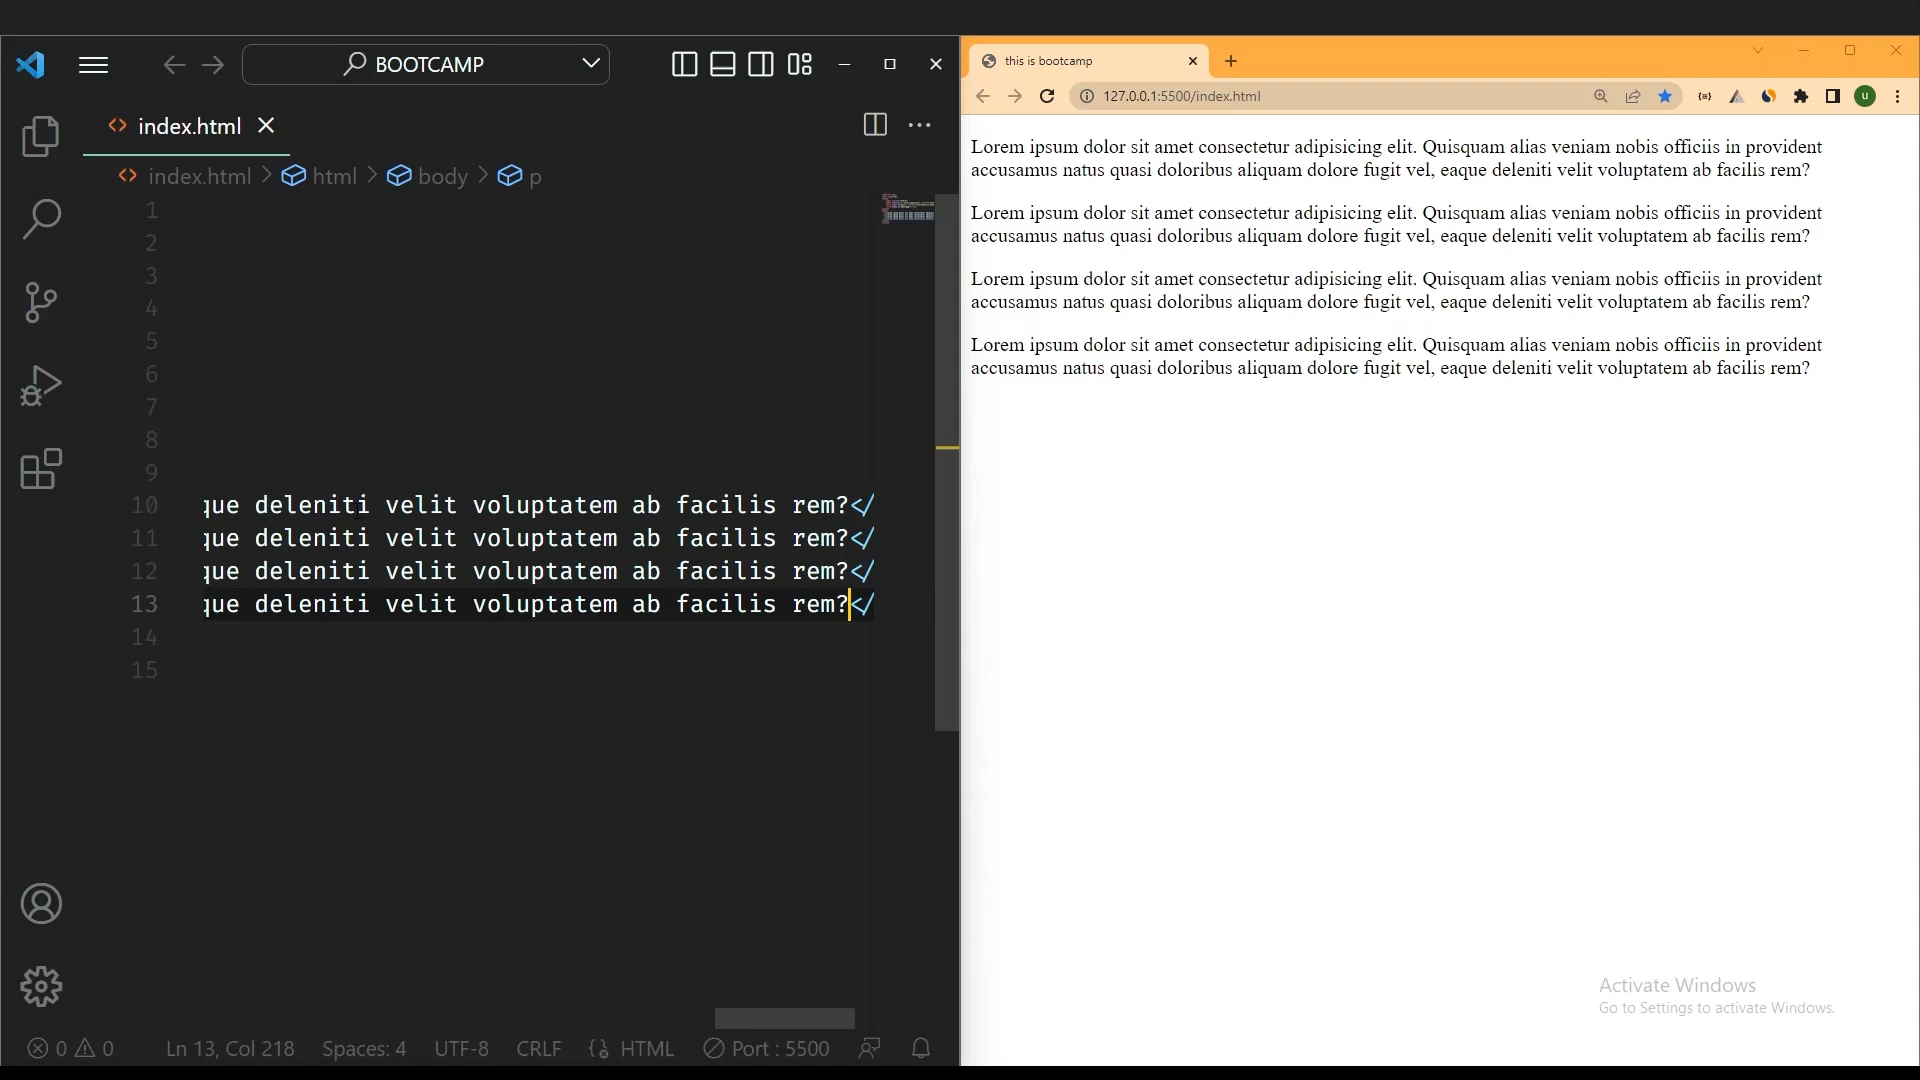 BOOTCAMP
index.html
index.html > html > body > p
1
2
3
4
5
6
7
8
9
10 que deleniti velit voluptatem ab facilis rem?</
11 que deleniti velit voluptatem ab facilis rem?</
12 que deleniti velit voluptatem ab facilis rem?</
13 que deleniti velit voluptatem ab facilis rem?</
14
15
0 0 Ln 13, Col 218 Spaces: 4 UTF-8 CRLF HTML Port : 5500
this is bootcamp
127.0.0.1:5500/index.html
U
Lorem ipsum dolor sit amet consectetur adipisicing elit. Quisquam alias veniam nobis officiis in provident
accusamus natus quasi doloribus aliquam dolore fugit vel, eaque deleniti velit voluptatem ab facilis rem?
Lorem ipsum dolor sit amet consectetur adipisicing elit. Quisquam alias veniam nobis officiis in provident
accusamus natus quasi doloribus aliquam dolore fugit vel, eaque deleniti velit voluptatem ab facilis rem?
Lorem ipsum dolor sit amet consectetur adipisicing elit. Quisquam alias veniam nobis officiis in provident
accusamus natus quasi doloribus aliquam dolore fugit vel, eaque deleniti velit voluptatem ab facilis rem?
Lorem ipsum dolor sit amet consectetur adipisicing elit. Quisquam alias veniam nobis officiis in provident
accusamus natus quasi doloribus aliquam dolore fugit vel, eaque deleniti velit voluptatem ab facilis rem?
Activate Windows
Go to Settings to activate Windows.